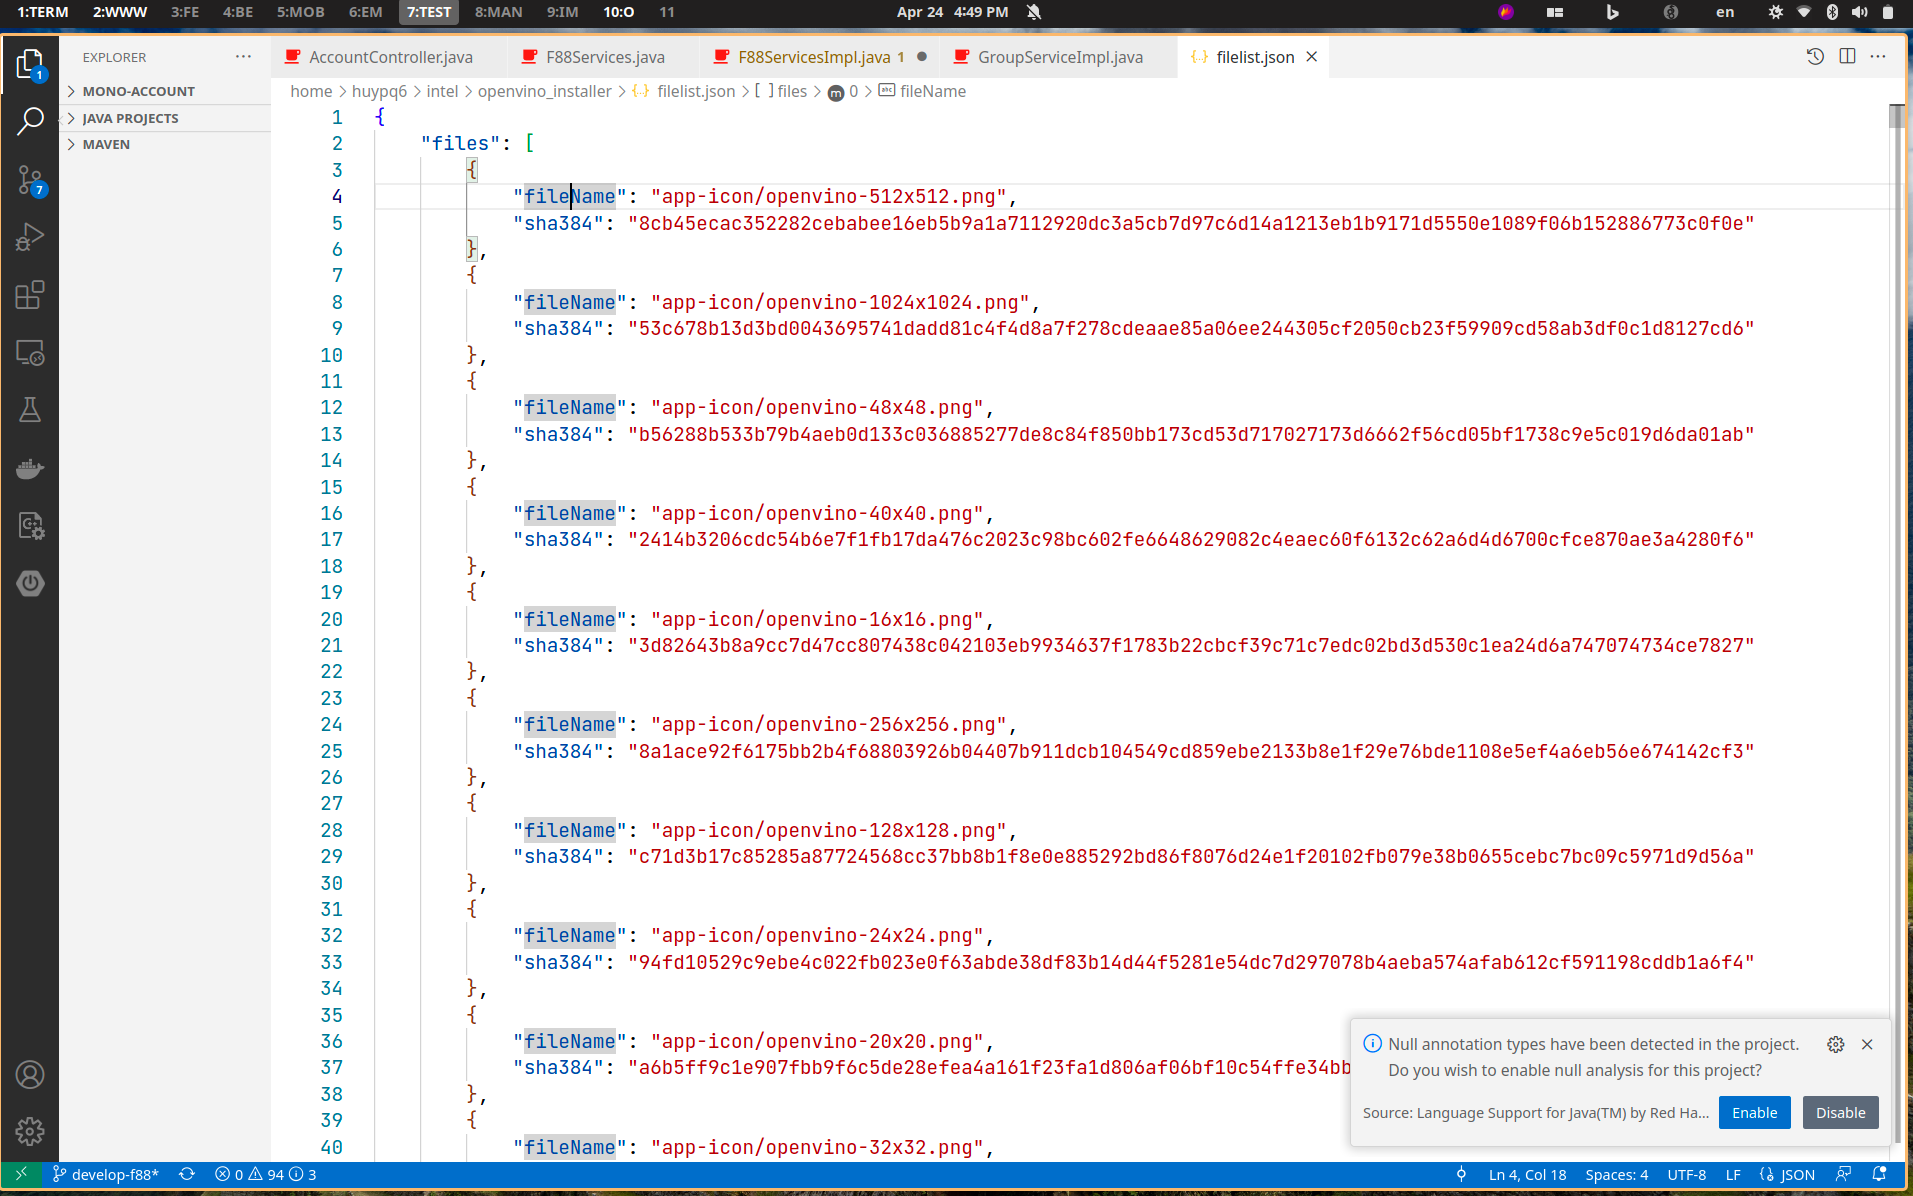 1:TERM 2:WWW 3:FE 4:BE 5:MOB 6:EM 7:TEST 8:MAN 9:IM 10:O 11 Apr 24 4:49 PM en
EXPLORER AccountController.java F88Services.java F88ServicesImpl.java 1 GroupServiceImpl.java filelist.json
MONO-ACCOUNT
JAVA PROJECTS
MAVEN
home > huypq6 > intel > openvino_installer > filelist.json > [ ] files > 0 > fileName
1 {
2 "files": [
3 {
4 "fileName": "app-icon/openvino-512x512.png",
5 "sha384": "8cb45ecac352282cebabee16eb5b9a1a7112920dc3a5cb7d97c6d14a1213eb1b9171d5550e1089f06b152886773c0f0e"
6 },
7 {
8 "fileName": "app-icon/openvino-1024x1024.png",
9 "sha384": "53c678b13d3bd0043695741dadd81c4f4d8a7f278cdeaae85a06ee244305cf2050cb23f59909cd58ab3df0c1d8127cd6"
10 },
11 {
12 "fileName": "app-icon/openvino-48x48.png",
13 "sha384": "b56288b533b79b4aeb0d133c036885277de8c84f850bb173cd53d717027173d6662f56cd05bf1738c9e5c019d6da01ab"
14 },
15 {
16 "fileName": "app-icon/openvino-40x40.png",
17 "sha384": "2414b3206cdc54b6e7f1fb17da476c2023c98bc602fe6648629082c4eaec60f6132c62a6d4d6700cfce870ae3a4280f6"
18 },
19 {
20 "fileName": "app-icon/openvino-16x16.png",
21 "sha384": "3d82643b8a9cc7d47cc807438c042103eb9934637f1783b22cbcf39c71c7edc02bd3d530c1ea24d6a747074734ce7827"
22 },
23 {
24 "fileName": "app-icon/openvino-256x256.png",
25 "sha384": "8a1ace92f6175bb2b4f68803926b04407b911dcb104549cd859ebe2133b8e1f29e76bde1108e5ef4a6eb56e674142cf3"
26 },
27 {
28 "fileName": "app-icon/openvino-128x128.png",
29 "sha384": "c71d3b17c85285a87724568cc37bb8b1f8e0e885292bd86f8076d24e1f20102fb079e38b0655cebc7bc09c5971d9d56a"
30 },
31 {
32 "fileName": "app-icon/openvino-24x24.png",
33 "sha384": "94fd10529c9ebe4c022fb023e0f63abde38df83b14d44f5281e54dc7d297078b4aeba574afab612cf591198cddb1a6f4"
34 },
35 {
36 "fileName": "app-icon/openvino-20x20.png",
37 "sha384": "a6b5ff9c1e907fbb9f6c5de28efea4a161f23fa1d806af06bf10c54ffe34bb
38 },
39 {
40 "fileName": "app-icon/openvino-32x32.png",
Null annotation types have been detected in the project.
Do you wish to enable null analysis for this project?
Source: Language Support for Java(TM) by Red Ha... Enable Disable
develop-f88* 0 94 3 Ln 4, Col 18 Spaces: 4 UTF-8 LF JSON